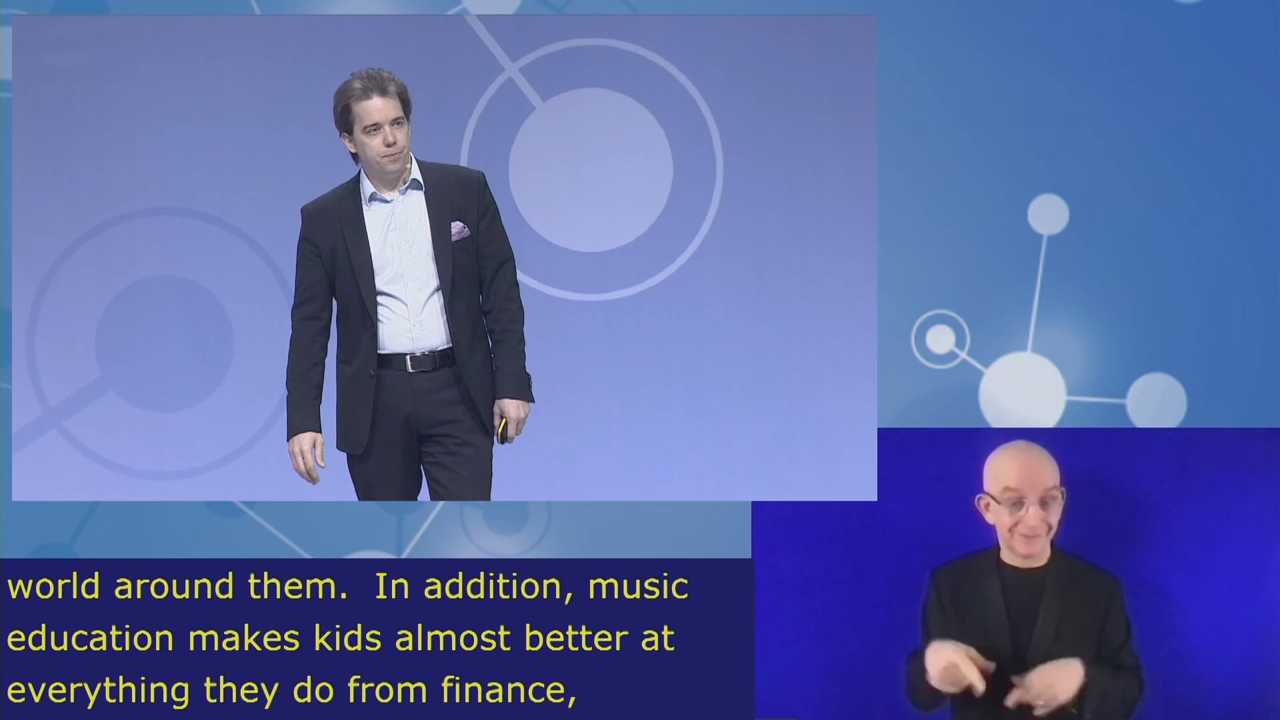 world around them.  In addition, music
education makes kids almost better at
everything they do from finance,